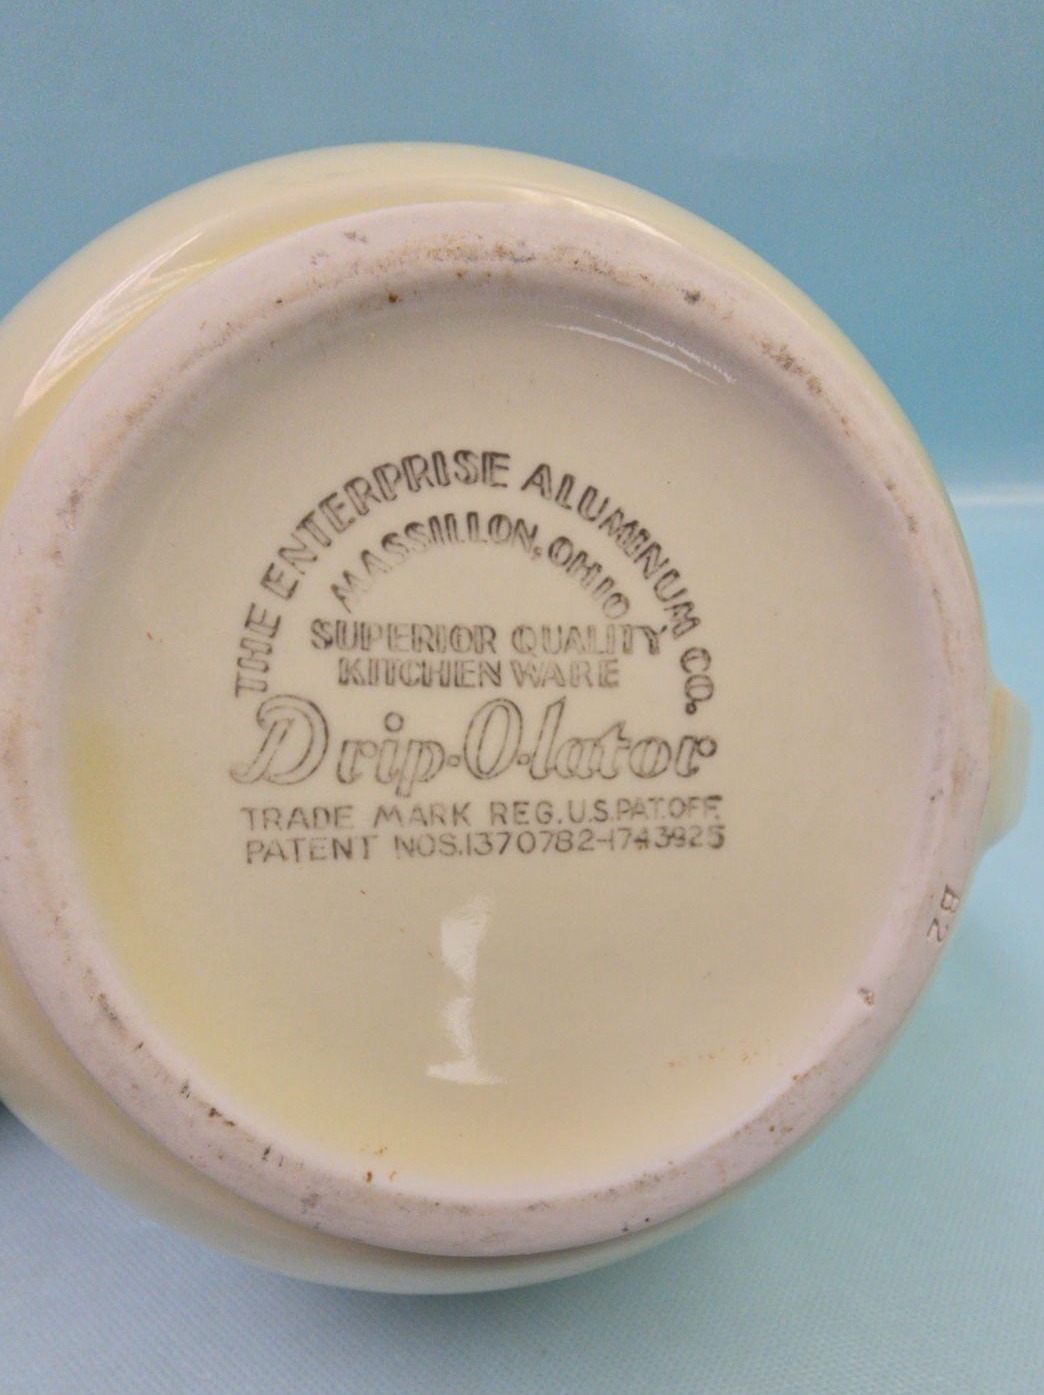 THE ENTERPRISE ALUMINUM CO.
MASSILLON, OHIO
SUPERIOR QUALITY
KITCHEN WARE
Drip-O-lator
TRADE MARK REG. U.S. PAT. OFF.
PATENT NOS. 1370782-1743925
B2